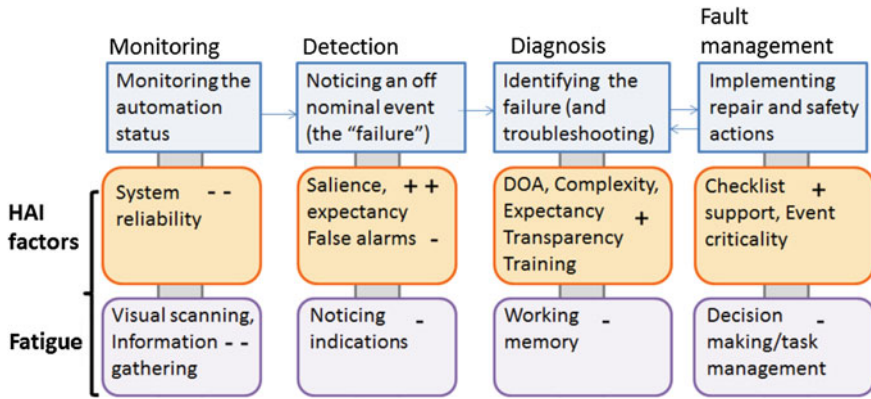 Monitoring
Detection
Diagnosis
Fault
management
Monitoring the
automation
status
Noticing an off
nominal event
(the “failure”)
Identifying the
failure (and
troubleshooting)
Implementing
repair and safety
actions
HAI
factors
System - -
reliability
Salience, + +
expectancy
False alarms -
DOA, Complexity,
Expectancy +
Transparency
Training
Checklist +
support, Event
criticality
Fatigue
Visual scanning,
Information - -
gathering
Noticing -
indications
Working -
memory
Decision -
making/task
management